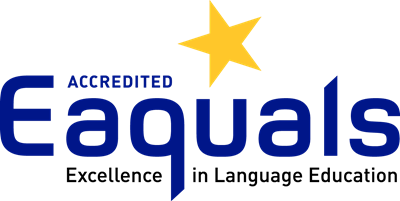 ACCREDITED
Eaquals
Excellence in Language Education